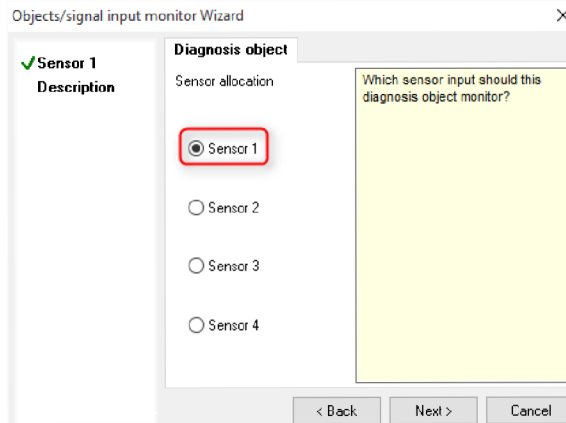 Objects/signal input monitor Wizard
Sensor 1
Description
Diagnosis object
Sensor allocation
Sensor 1
Sensor 2
Sensor 3
Sensor 4
Which sensor input should this
diagnosis object monitor?
< Back
Next >
Cancel